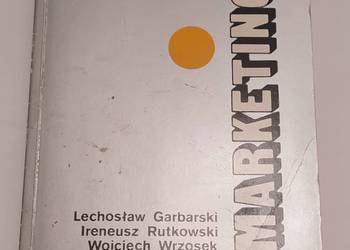 MARKETING
Lechosław Garbarski
Ireneusz Rutkowski
Wojciech Wrzosek